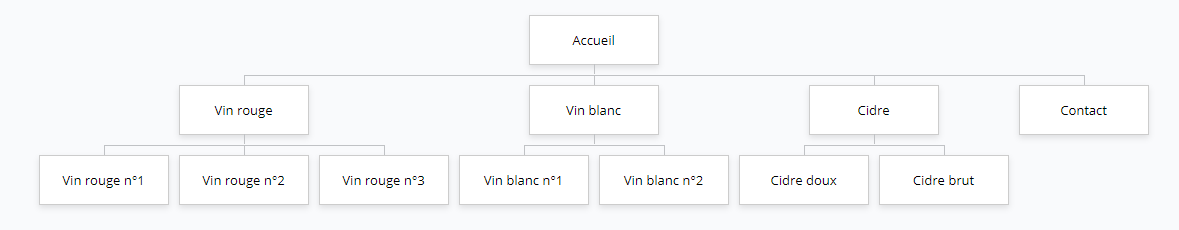 Accueil
Vin rouge
Vin blanc
Cidre
Contact
Vin rouge n°1
Vin rouge n°2
Vin rouge n°3
Vin blanc n°1
Vin blanc n°2
Cidre doux
Cidre brut